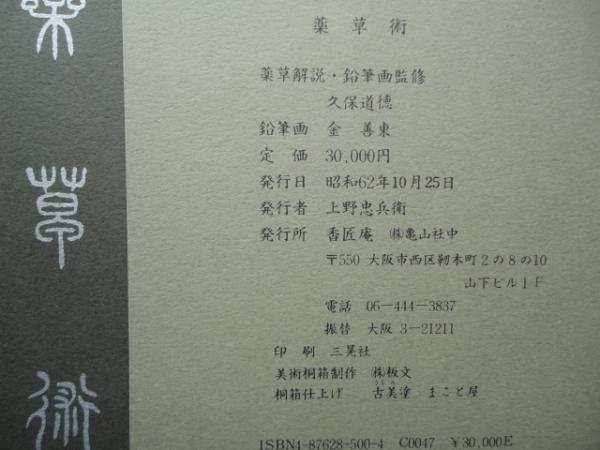 薬草術
薬草術
薬草解説・鉛筆画監修
久保道徳
鉛筆画 金 善東
定 価 30,000円
発行日 昭和62年10月25日
発行者 上野忠兵衛
発行所 香匠庵 ㈱亀山社中
〒550 大阪市西区靭本町2の8の10
山下ビル1F
電話 06-444-3837
振替 大阪 3-21211
印 刷 三晃社
美術桐箱制作 ㈱板文
桐箱仕上げ 古美塗 まこと屋
ISBN4-87628-500-4 C0047 ¥30,000E